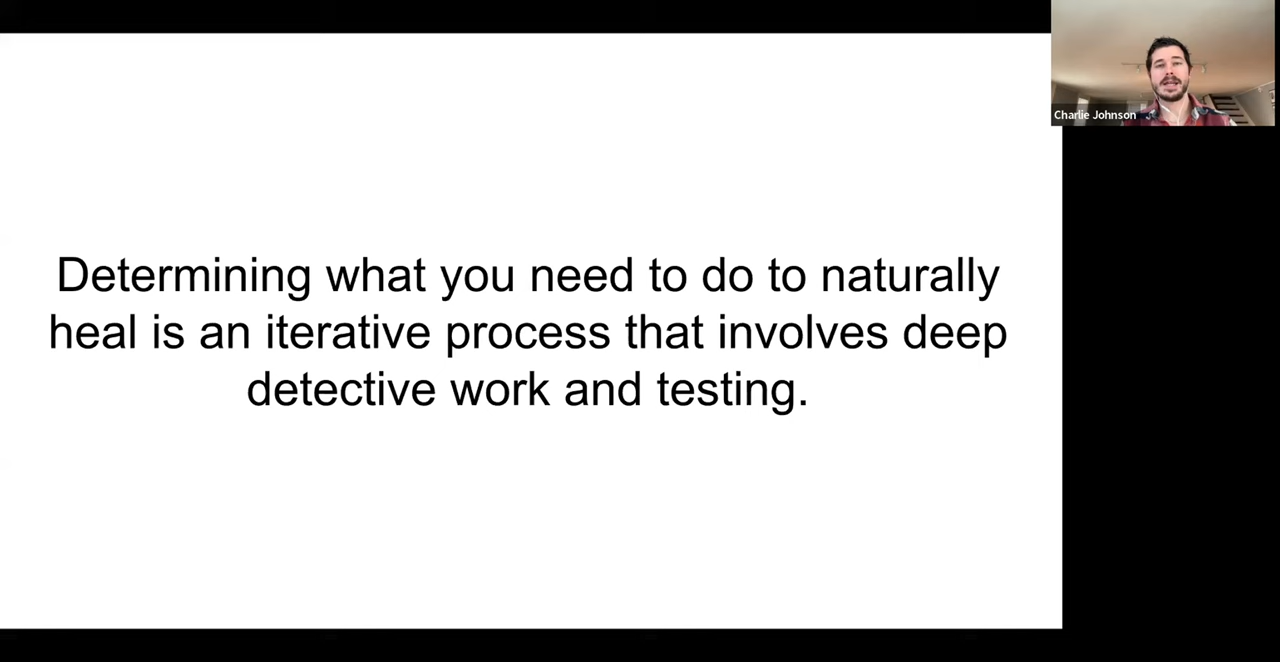 Charlie Johnson
Determining what you need to do to naturally
heal is an iterative process that involves deep
detective work and testing.